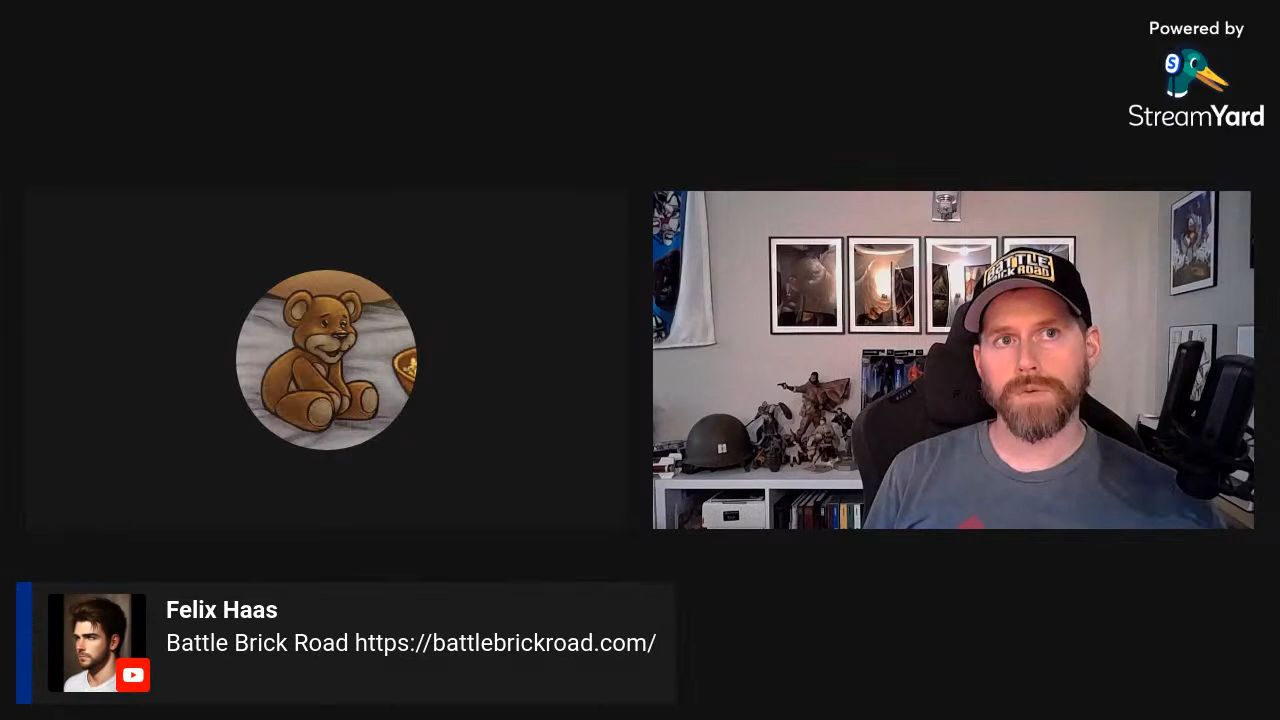 Powered by
StreamYard
BATTLE
BRICK ROAD
Felix Haas
Battle Brick Road https://battlebrickroad.com/